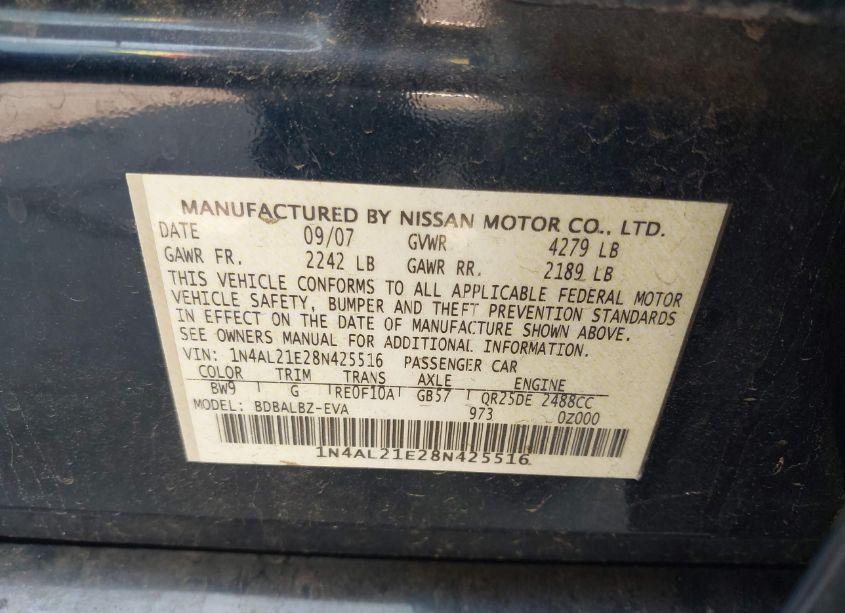 MANUFACTURED BY NISSAN MOTOR CO., LTD.
DATE 09/07 GVWR 4279 LB
GAWR FR. 2242 LB GAWR RR. 2189 LB
THIS VEHICLE CONFORMS TO ALL APPLICABLE FEDERAL MOTOR
VEHICLE SAFETY, BUMPER AND THEFT PREVENTION STANDARDS
IN EFFECT ON THE DATE OF MANUFACTURE SHOWN ABOVE.
SEE OWNERS MANUAL FOR ADDITIONAL INFORMATION.
VIN: 1N4AL21E28N425516 PASSENGER CAR
COLOR TRIM TRANS AXLE ENGINE
BW9 G RE0F10A GB57 QR25DE 2488CC
MODEL: BDBALBZ-EVA 973 0Z000
1N4AL21E28N425516